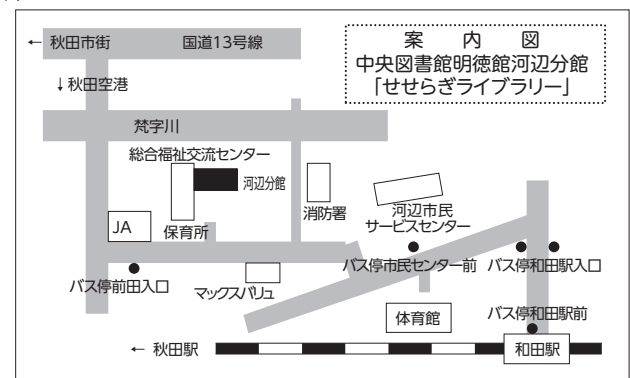 ← 秋田市街
国道13号線
↓秋田空港
案 内 図
中央図書館明徳館河辺分館
「せせらぎライブラリー」
梵字川
総合福祉交流センター
河辺分館
保育所
消防署
河辺市民
サービスセンター
JA
バス停前田入口
マックスバリュ
バス停市民センター前
バス停和田駅入口
体育館
バス停和田駅前
← 秋田駅
和田駅